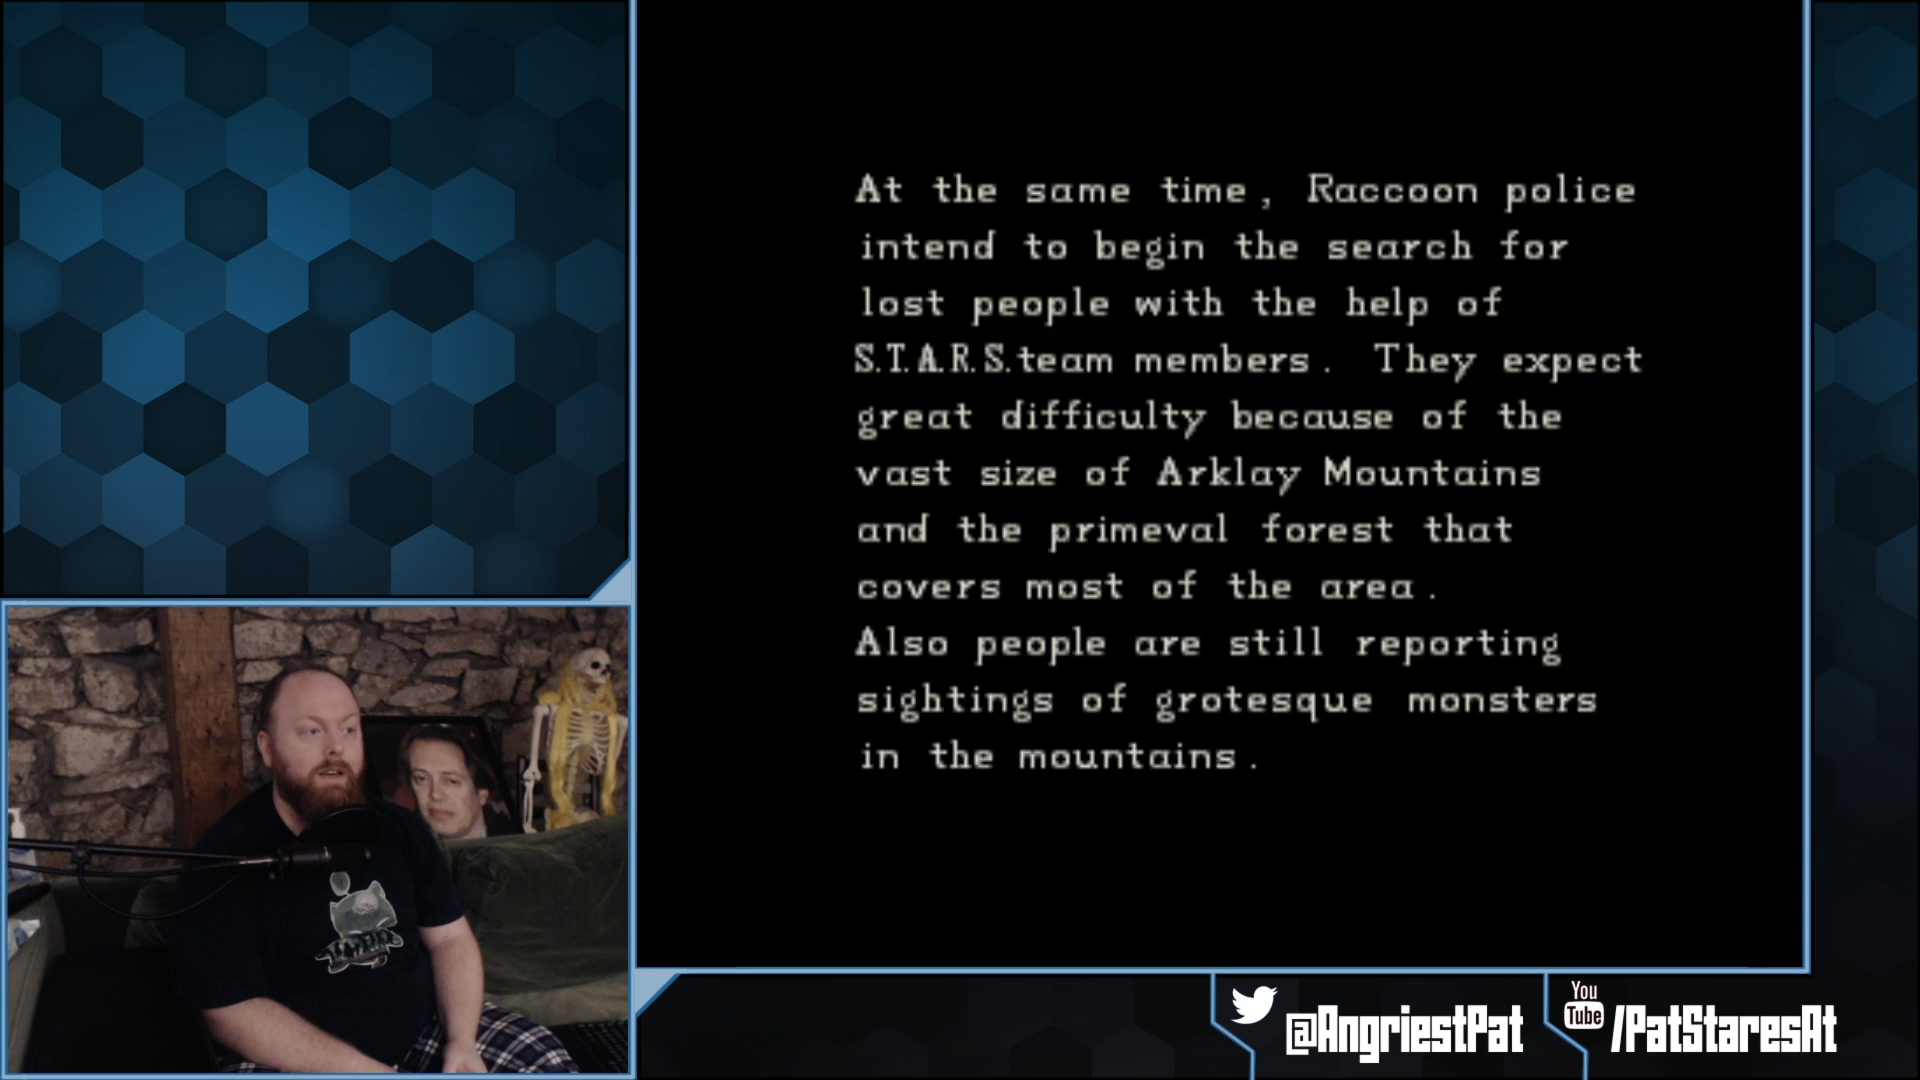 At the same time, Raccoon police
intend to begin the search for
lost people with the help of
S.T.A.R.S.team members. They expect
great difficulty because of the
vast size of Arklay Mountains
and the primeval forest that
covers most of the area.
Also people are still reporting
sightings of grotesque monsters
in the mountains.
@AngriestPat
You
Tube
/PatStaresAt